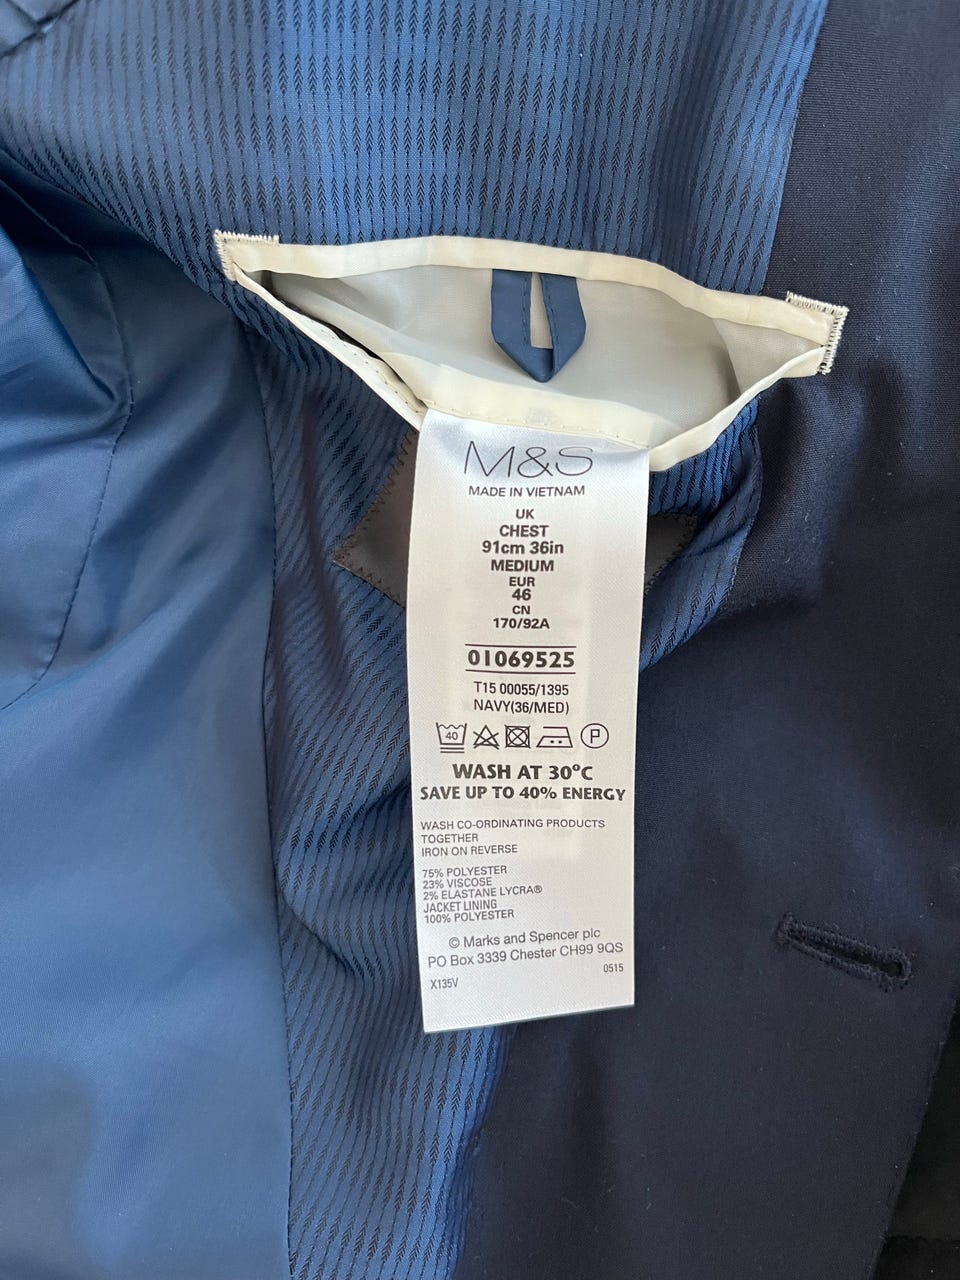 M&S
MADE IN VIETNAM
UK
CHEST
91cm 36in
MEDIUM
EUR
46
CN
170/92A
01069525
T15 00055/1395
NAVY(36/MED)
40 P
WASH AT 30°C
SAVE UP TO 40% ENERGY
WASH CO-ORDINATING PRODUCTS
TOGETHER
IRON ON REVERSE
75% POLYESTER
23% VISCOSE
2% ELASTANE LYCRA®
JACKET LINING
100% POLYESTER
© Marks and Spencer plc
PO Box 3339 Chester CH99 9QS
X135V 0515